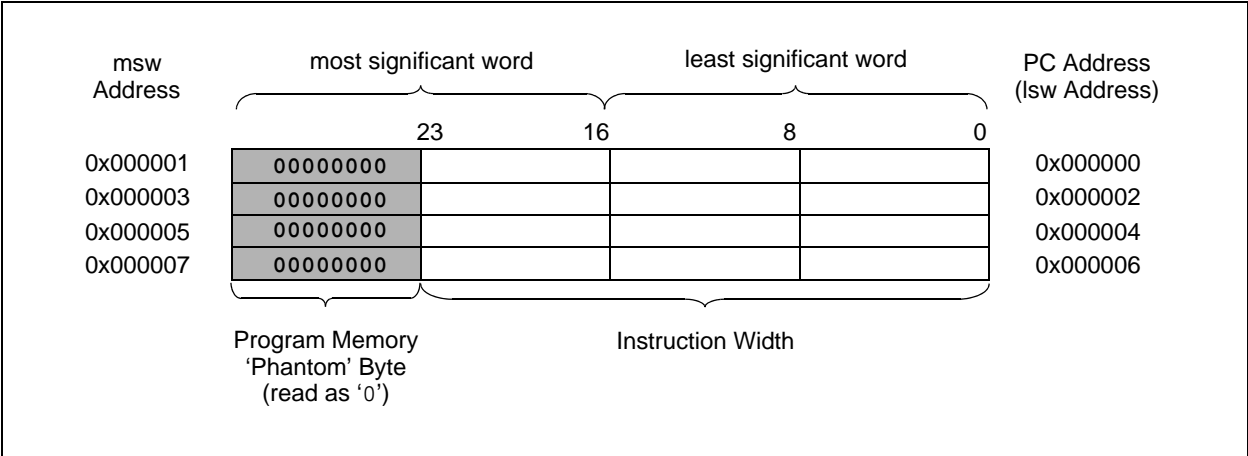 msw
Address
most significant word
least significant word
PC Address
(lsw Address)
23 16 8 0
0x000001 00000000 0x000000
0x000003 00000000 0x000002
0x000005 00000000 0x000004
0x000007 00000000 0x000006
Program Memory
‘Phantom’ Byte
(read as ‘0’)
Instruction Width